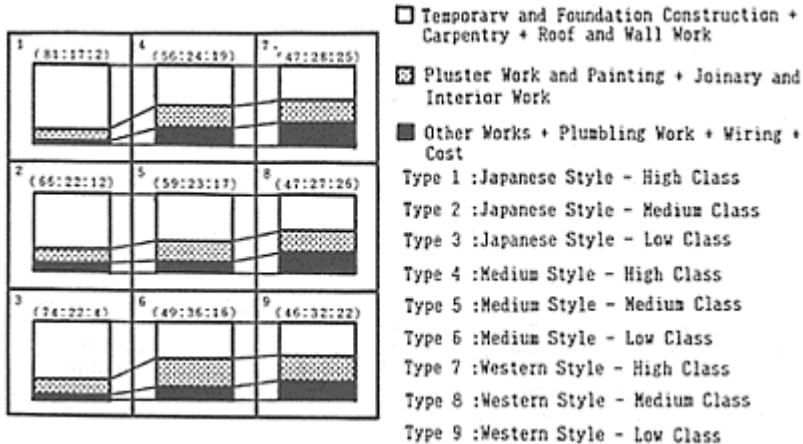 1 (81:17:2)
4 (56:24:19)
7. (47:28:25)
2 (66:22:12)
5 (59:23:17)
8 (47:27:26)
3 (74:22:4)
6 (49:36:16)
9 (46:32:22)
Temporary and Foundation Construction +
Carpentry + Roof and Wall Work
Pluster Work and Painting + Joinary and
Interior Work
Other Works + Plumbling Work + Wiring +
Cost
Type 1 :Japanese Style - High Class
Type 2 :Japanese Style - Medium Class
Type 3 :Japanese Style - Low Class
Type 4 :Medium Style - High Class
Type 5 :Medium Style - Medium Class
Type 6 :Medium Style - Low Class
Type 7 :Western Style - High Class
Type 8 :Western Style - Medium Class
Type 9 :Western Style - Low Class